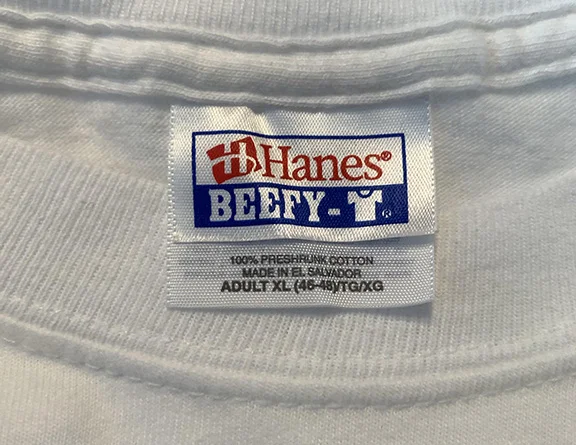 Hanes®
BEEFY-T®
100% PRESHRUNK COTTON
MADE IN EL SALVADOR
ADULT XL (46-48)/TG/XG